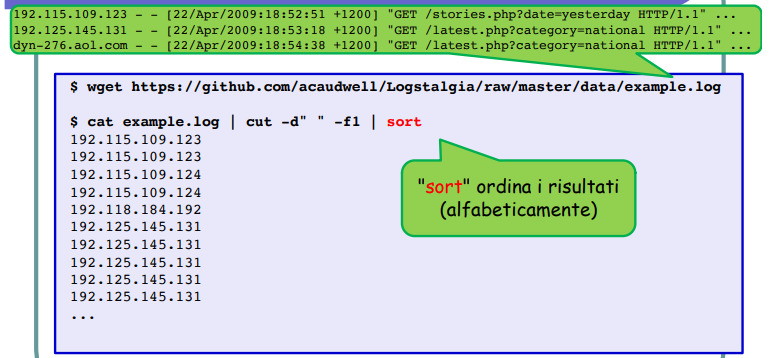 192.115.109.123 - - [22/Apr/2009:18:52:51 +1200] "GET /stories.php?date=yesterday HTTP/1.1" ...
192.125.145.131 - - [22/Apr/2009:18:53:18 +1200] "GET /latest.php?category=national HTTP/1.1" ...
dyn-276.aol.com - - [22/Apr/2009:18:54:38 +1200] "GET /latest.php?category=national HTTP/1.1" ...
$ wget https://github.com/acaudwell/Logstalgia/raw/master/data/example.log
$ cat example.log | cut -d" " -f1 | sort
192.115.109.123
192.115.109.123
192.115.109.124
192.115.109.124
192.118.184.192
192.125.145.131
192.125.145.131
192.125.145.131
192.125.145.131
192.125.145.131
...
"sort" ordina i risultati
(alfabeticamente)